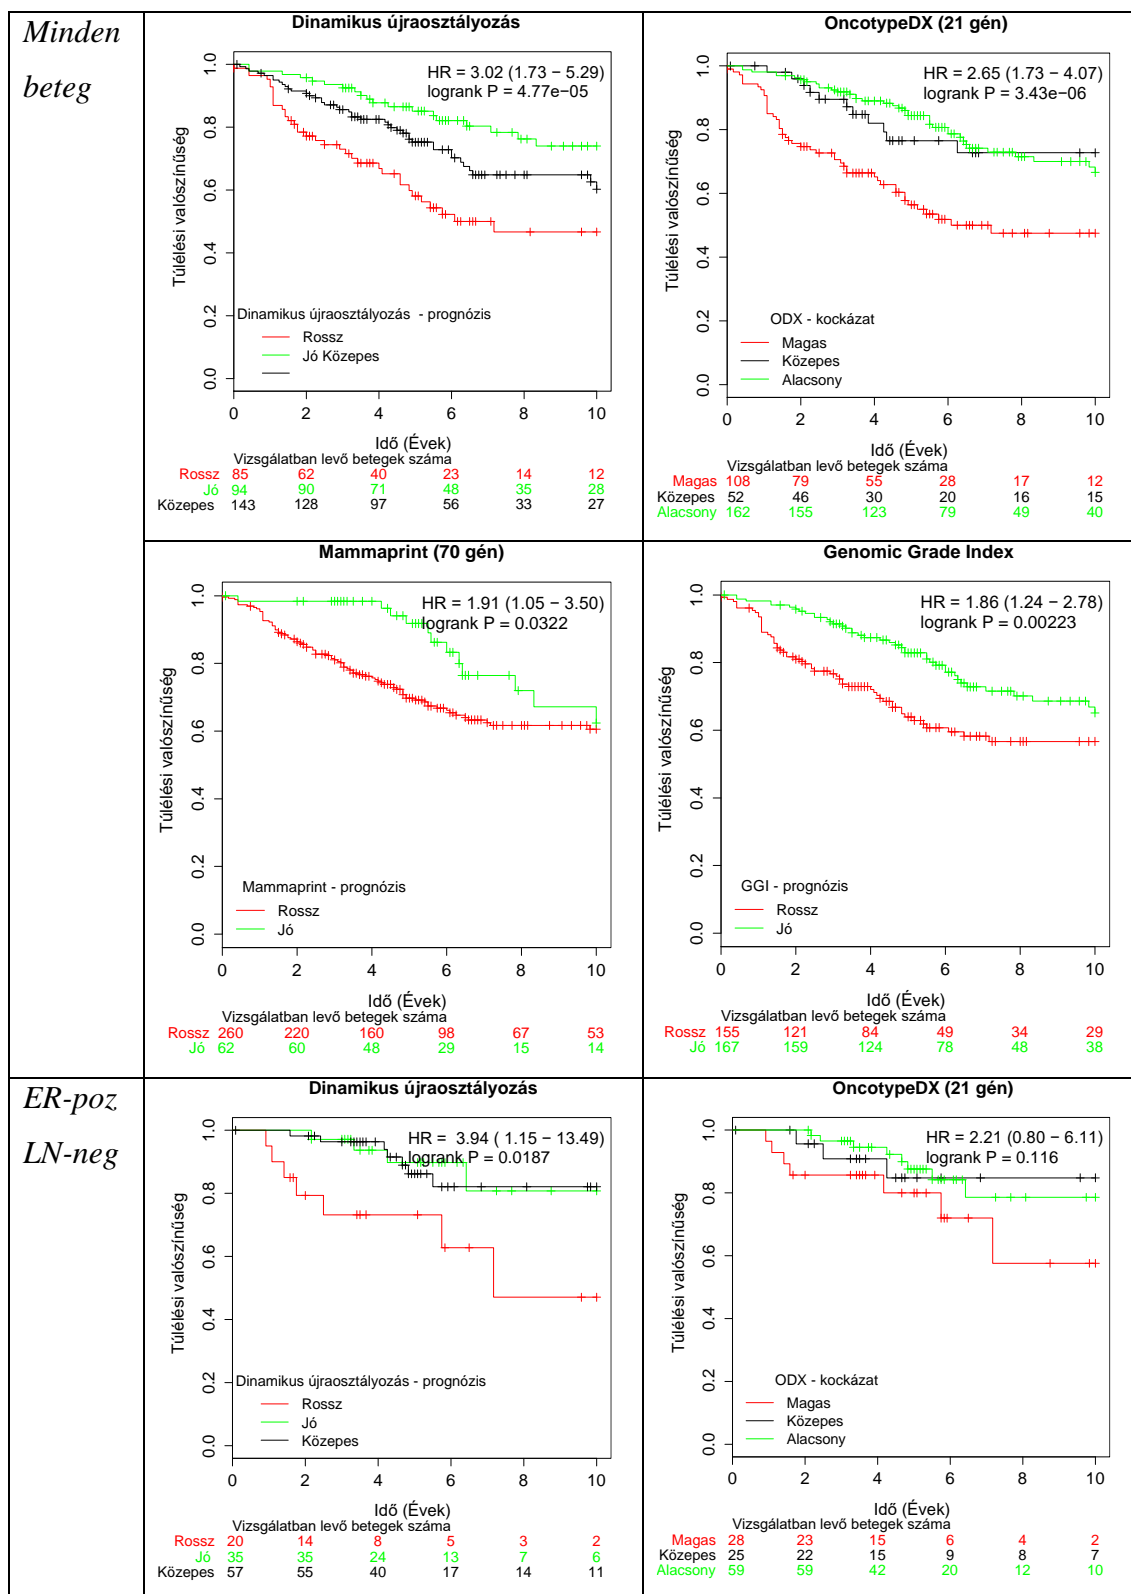 Minden
beteg
Dinamikus újraosztályozás
HR = 3.02 (1.73 − 5.29)
logrank P = 4.77e−05
Túlélési valószínűség
0.0 0.2 0.4 0.6 0.8 1.0
Dinamikus újraosztályozás - prognózis
Rossz
Jó Közepes
0 2 4 6 8 10
Idő (Évek)
Vizsgálatban levő betegek száma
Rossz 85 62 40 23 14 12
Jó 94 90 71 48 35 28
Közepes 143 128 97 56 33 27
OncotypeDX (21 gén)
HR = 2.65 (1.73 − 4.07)
logrank P = 3.43e−06
Túlélési valószínűség
0.0 0.2 0.4 0.6 0.8 1.0
ODX - kockázat
Magas
Közepes
Alacsony
0 2 4 6 8 10
Idő (Évek)
Vizsgálatban levő betegek száma
Magas 108 79 55 28 17 12
Közepes 52 46 30 20 16 15
Alacsony 162 155 123 79 49 40
Mammaprint (70 gén)
HR = 1.91 (1.05 − 3.50)
logrank P = 0.0322
Túlélési valószínűség
0.0 0.2 0.4 0.6 0.8 1.0
Mammaprint - prognózis
Rossz
Jó
0 2 4 6 8 10
Idő (Évek)
Vizsgálatban levő betegek száma
Rossz 260 220 160 98 67 53
Jó 62 60 48 29 15 14
Genomic Grade Index
HR = 1.86 (1.24 − 2.78)
logrank P = 0.00223
Túlélési valószínűség
0.0 0.2 0.4 0.6 0.8 1.0
GGI - prognózis
Rossz
Jó
0 2 4 6 8 10
Idő (Évek)
Vizsgálatban levő betegek száma
Rossz 155 121 84 49 34 29
Jó 167 159 124 78 48 38
ER-poz
LN-neg
Dinamikus újraosztályozás
HR = 3.94 ( 1.15 − 13.49)
logrank P = 0.0187
Túlélési valószínűség
0.0 0.2 0.4 0.6 0.8 1.0
Dinamikus újraosztályozás - prognózis
Rossz
Jó
Közepes
0 2 4 6 8 10
Idő (Évek)
Vizsgálatban levő betegek száma
Rossz 20 14 8 5 3 2
Jó 35 35 24 13 7 6
Közepes 57 55 40 17 14 11
OncotypeDX (21 gén)
HR = 2.21 (0.80 − 6.11)
logrank P = 0.116
Túlélési valószínűség
0.0 0.2 0.4 0.6 0.8 1.0
ODX - kockázat
Magas
Közepes
Alacsony
0 2 4 6 8 10
Idő (Évek)
Vizsgálatban levő betegek száma
Magas 28 23 15 6 4 2
Közepes 25 22 15 9 8 7
Alacsony 59 59 42 20 12 10